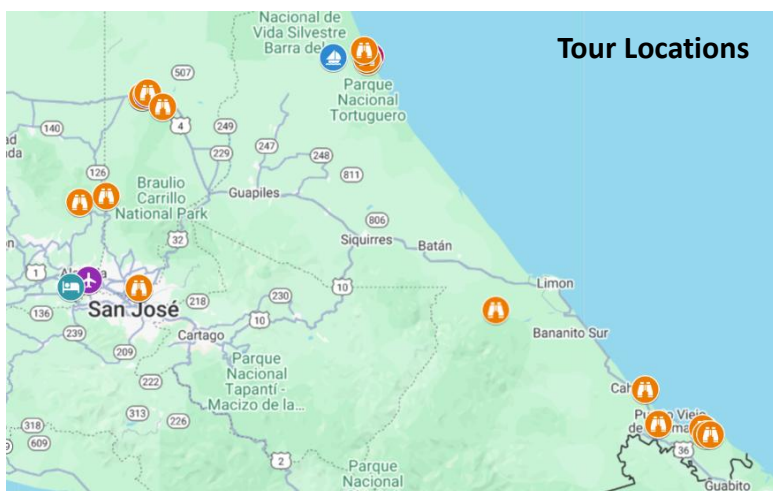 Nacional de
Vida Silvestre
Barra del
Tour Locations
507
Parque
Nacional
Tortuguero
140
4
249
247
248
229
126
811
Braulio
Carrillo
National Park
Guapiles
806
32
Siquirres
Batán
1
Limon
10
230
218
San José
136
10
Bananito Sur
239
Cartago
209
Parque
Nacional
Tapantí -
Macizo de la...
222
313
226
318
609
36
2
Parque
Nacional
Guabito